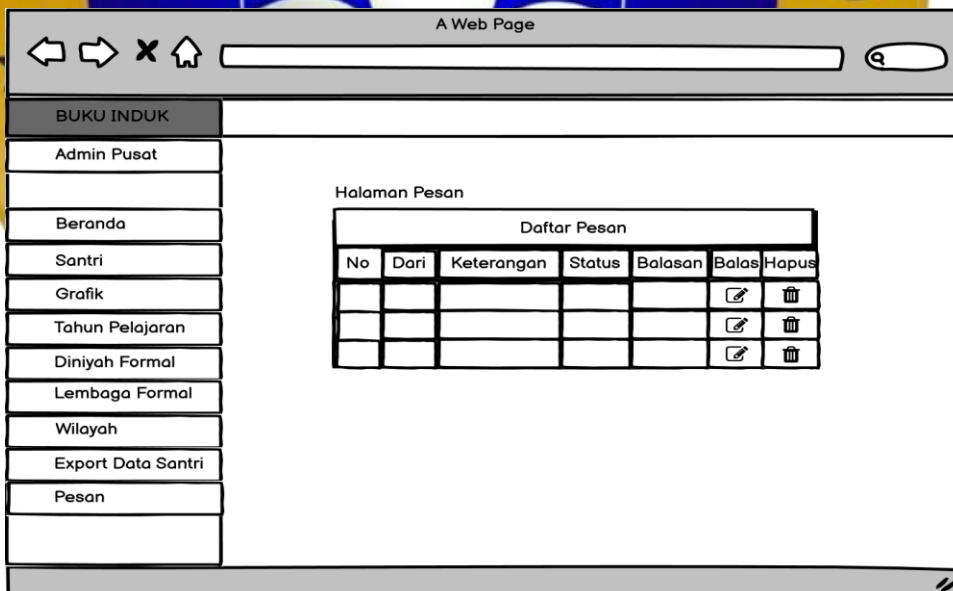 A Web Page
BUKU INDUK
Admin Pusat
Beranda
Santri
Grafik
Tahun Pelajaran
Diniyah Formal
Lembaga Formal
Wilayah
Export Data Santri
Pesan
Halaman Pesan
Daftar Pesan
No Dari Keterangan Status Balasan Balas Hapus